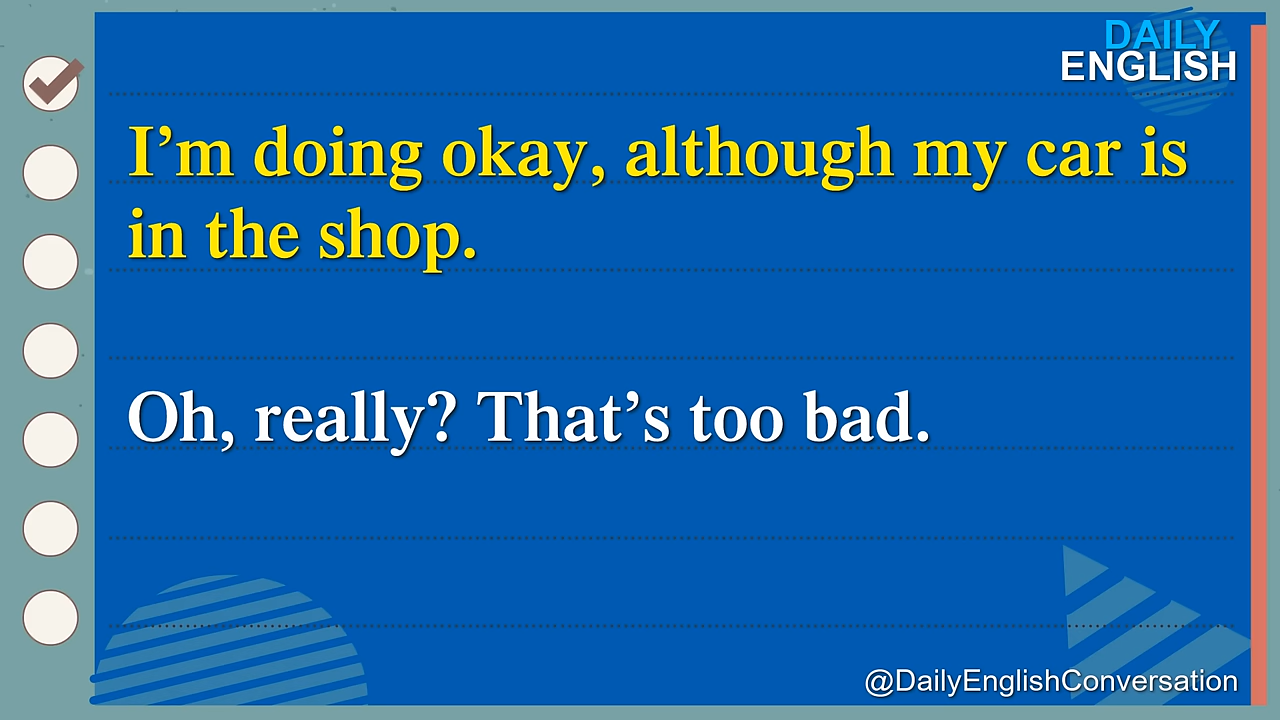 DAILY
ENGLISH
I’m doing okay, although my car is
in the shop.
Oh, really? That’s too bad.
@DailyEnglishConversation